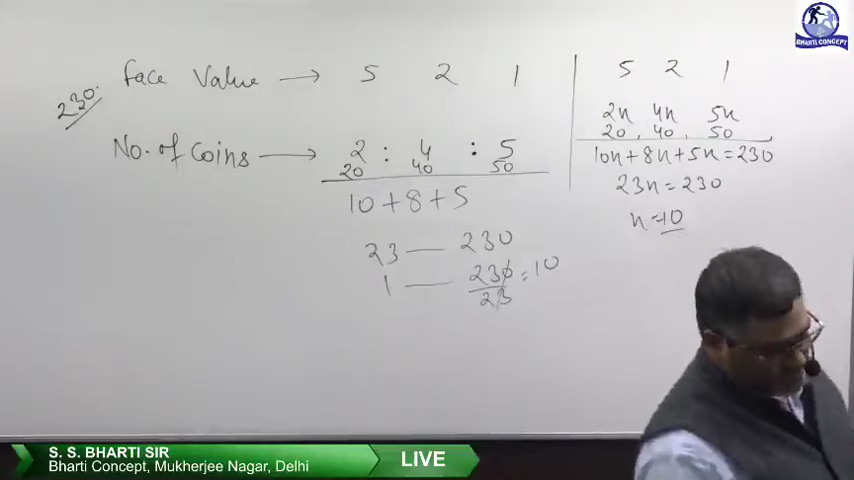 230.
Face Value → 5 2 1
No. of Coins → 2 : 4 : 5
20 40 50
10 + 8 + 5
23 — 230
1 — 230/23 = 10
5 2 1
2n 4n 5n
20, 40, 50
10n + 8n + 5n = 230
23n = 230
n = 10
BHARTI CONCEPT
S. S. BHARTI SIR
Bharti Concept, Mukherjee Nagar, Delhi
LIVE